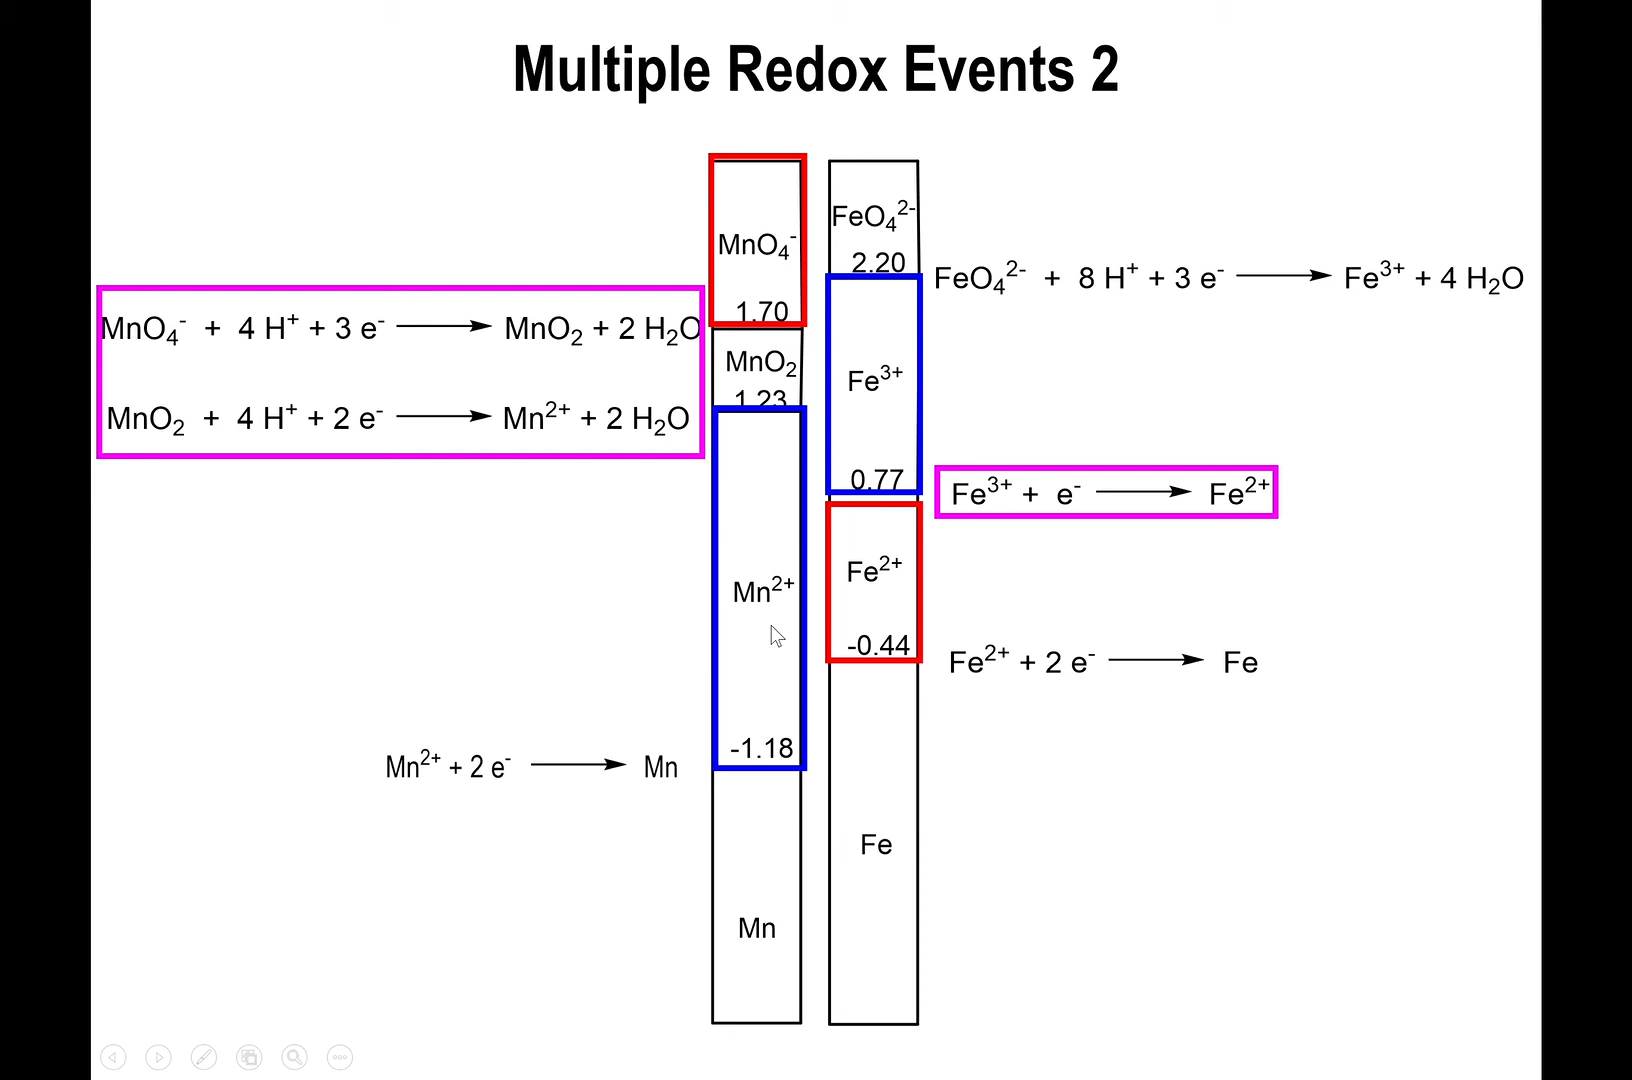 Multiple Redox Events 2
MnO₄⁻ + 4 H⁺ + 3 e⁻ ⟶ MnO₂ + 2 H₂O
MnO₂ + 4 H⁺ + 2 e⁻ ⟶ Mn²⁺ + 2 H₂O
Mn²⁺ + 2 e⁻ ⟶ Mn
MnO₄⁻
1.70
MnO₂
1.23
Mn²⁺
-1.18
Mn
FeO₄²⁻
2.20
Fe³⁺
0.77
Fe²⁺
-0.44
Fe
FeO₄²⁻ + 8 H⁺ + 3 e⁻ ⟶ Fe³⁺ + 4 H₂O
Fe³⁺ + e⁻ ⟶ Fe²⁺
Fe²⁺ + 2 e⁻ ⟶ Fe